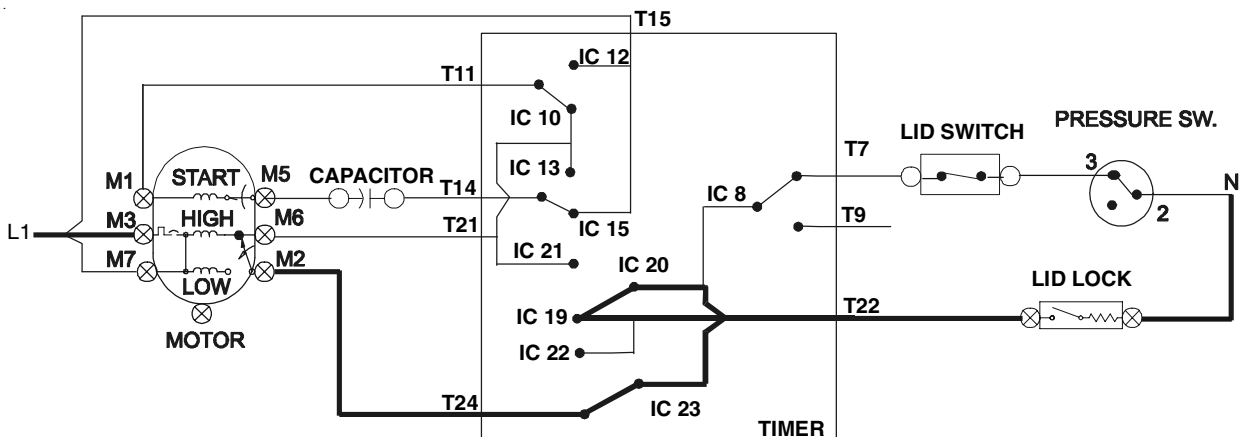 T15
IC 12
T11
IC 10
PRESSURE SW.
LID SWITCH
T7
3
IC 13
M1
START
M5
CAPACITOR
T14
IC 8
N
2
M3
HIGH
M6
T9
L1
T21
IC 15
M7
M2
IC 21
IC 20
LOW
LID LOCK
IC 19
T22
MOTOR
IC 22
T24
IC 23
TIMER